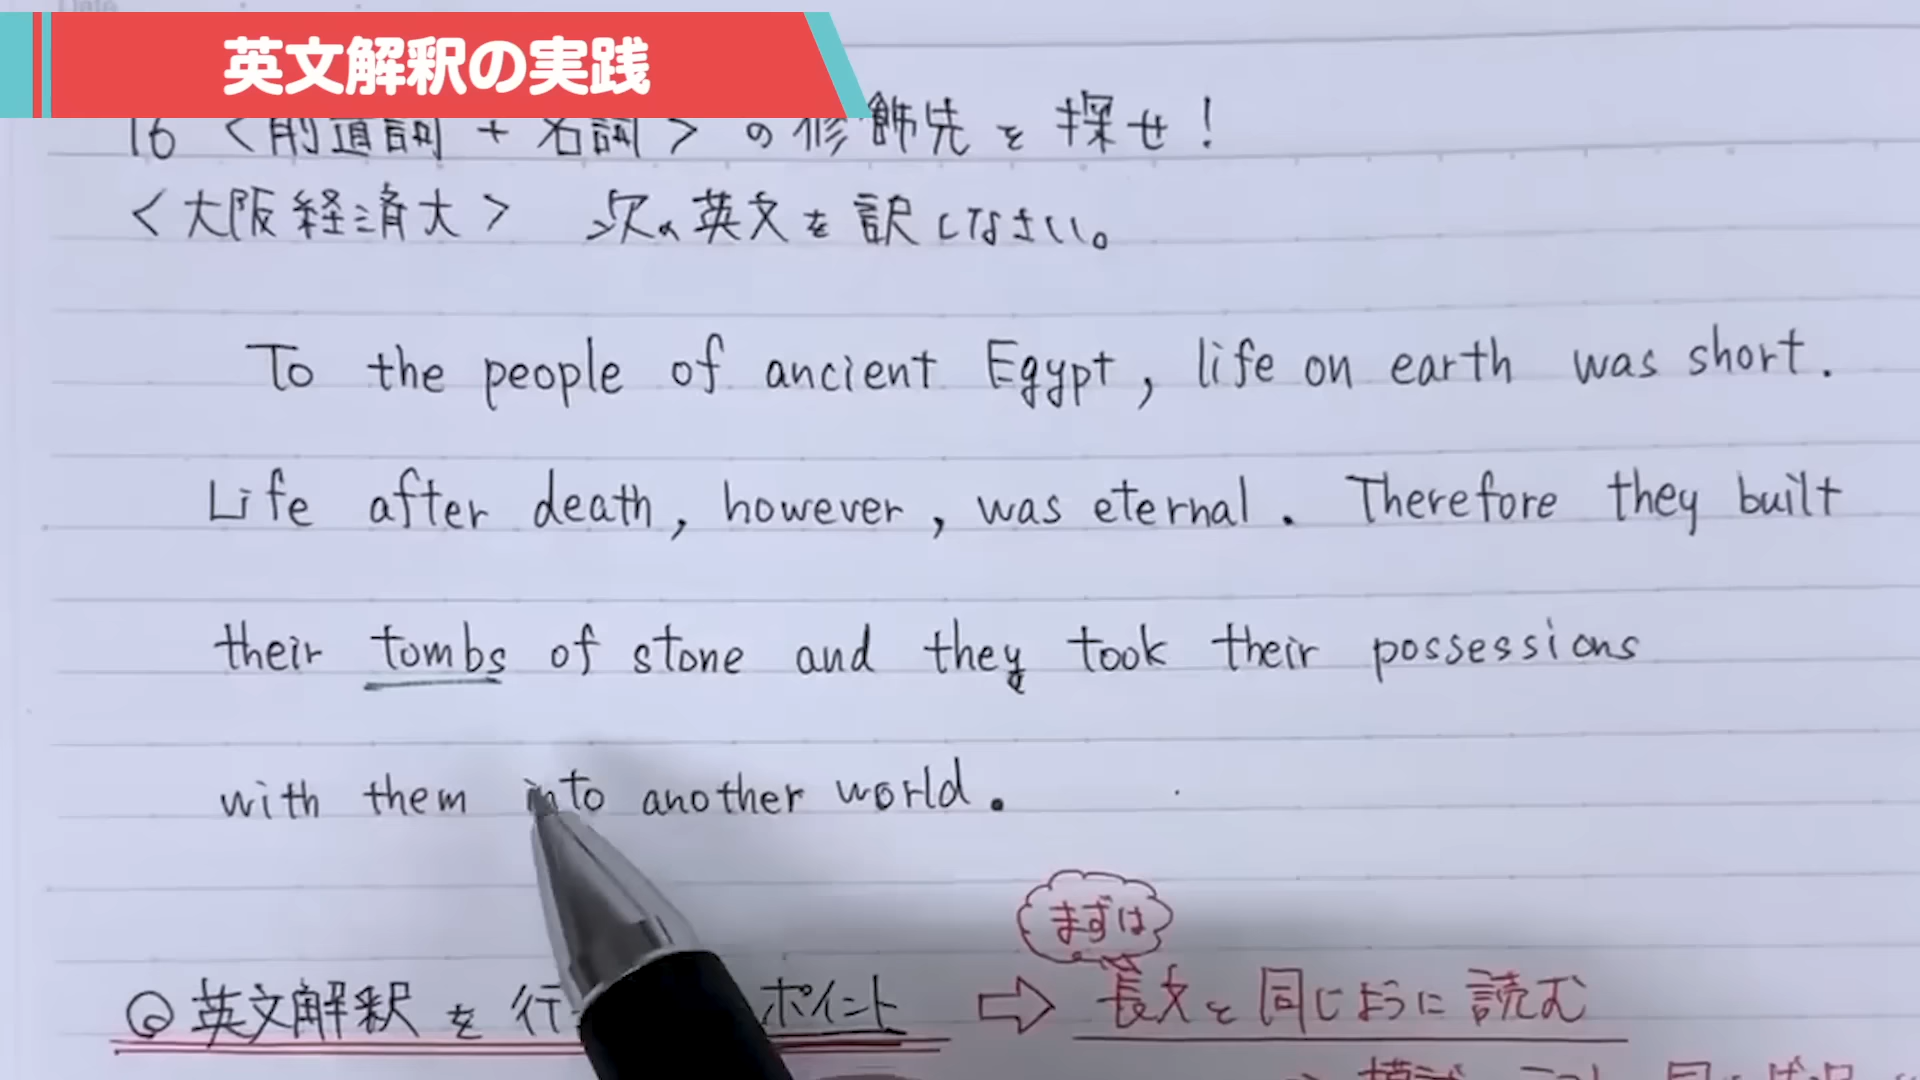 Date
英文解釈の実践
16 <前置詞 + 名詞> の修飾先を探せ!
<大阪経済大> 次の英文を訳しなさい。
To the people of ancient Egypt, life on earth was short.
Life after death, however, was eternal. Therefore they built
their tombs of stone and they took their possessions
with them into another world.
まずは
英文解釈を行 ポイント ⇨ 長文と同じように読む